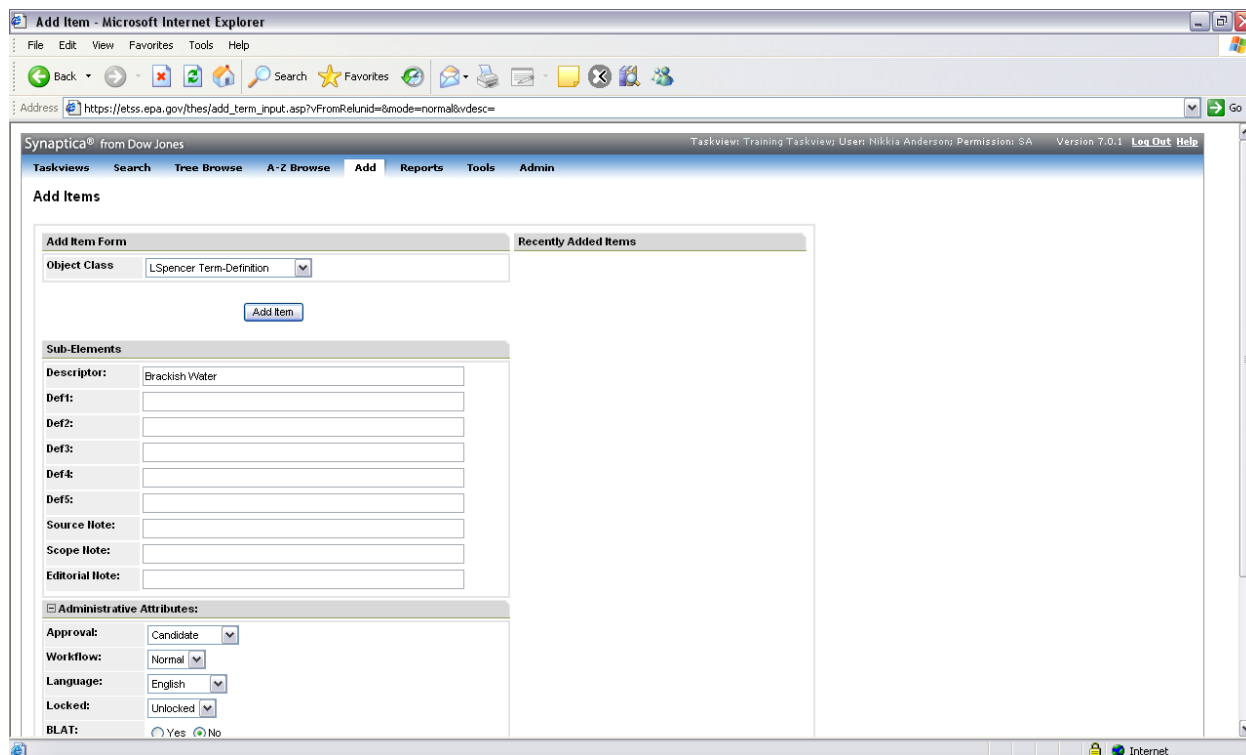 Add Item - Microsoft Internet Explorer
File Edit View Favorites Tools Help
Back Search Favorites
Address https://etss.epa.gov/thes/add_term_input.asp?vFromRelunid=&mode=normal&vdesc= Go
Synaptica® from Dow Jones Taskview: Training Taskview; User: Nikkia Anderson; Permission: SA Version 7.0.1 Log Out Help
Taskviews Search Tree Browse A-Z Browse Add Reports Tools Admin
Add Items
Add Item Form Recently Added Items
Object Class LSpencer Term-Definition
Add Item
Sub-Elements
Descriptor: Brackish Water
Def1:
Def2:
Def3:
Def4:
Def5:
Source Note:
Scope Note:
Editorial Note:
Administrative Attributes:
Approval: Candidate
Workflow: Normal
Language: English
Locked: Unlocked
BLAT: Yes No
Internet